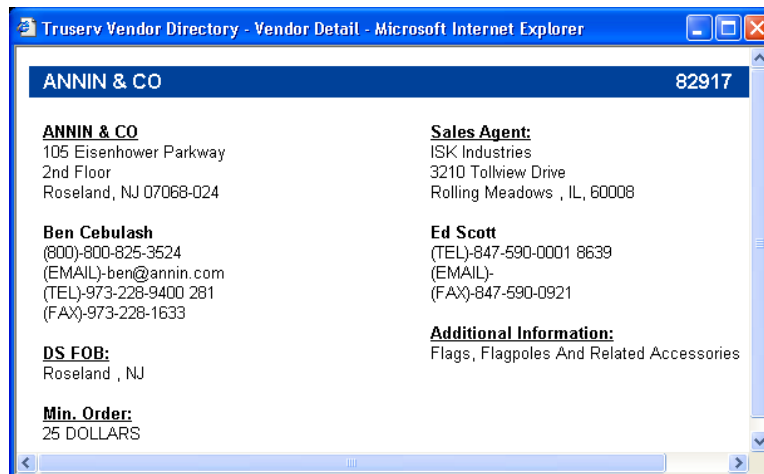 Truserv Vendor Directory - Vendor Detail - Microsoft Internet Explorer
ANNIN & CO 82917
ANNIN & CO
105 Eisenhower Parkway
2nd Floor
Roseland, NJ 07068-024
Ben Cebulash
(800)-800-825-3524
(EMAIL)-ben@annin.com
(TEL)-973-228-9400 281
(FAX)-973-228-1633
DS FOB:
Roseland , NJ
Min. Order:
25 DOLLARS
Sales Agent:
ISK Industries
3210 Tollview Drive
Rolling Meadows , IL, 60008
Ed Scott
(TEL)-847-590-0001 8639
(EMAIL)-
(FAX)-847-590-0921
Additional Information:
Flags, Flagpoles And Related Accessories